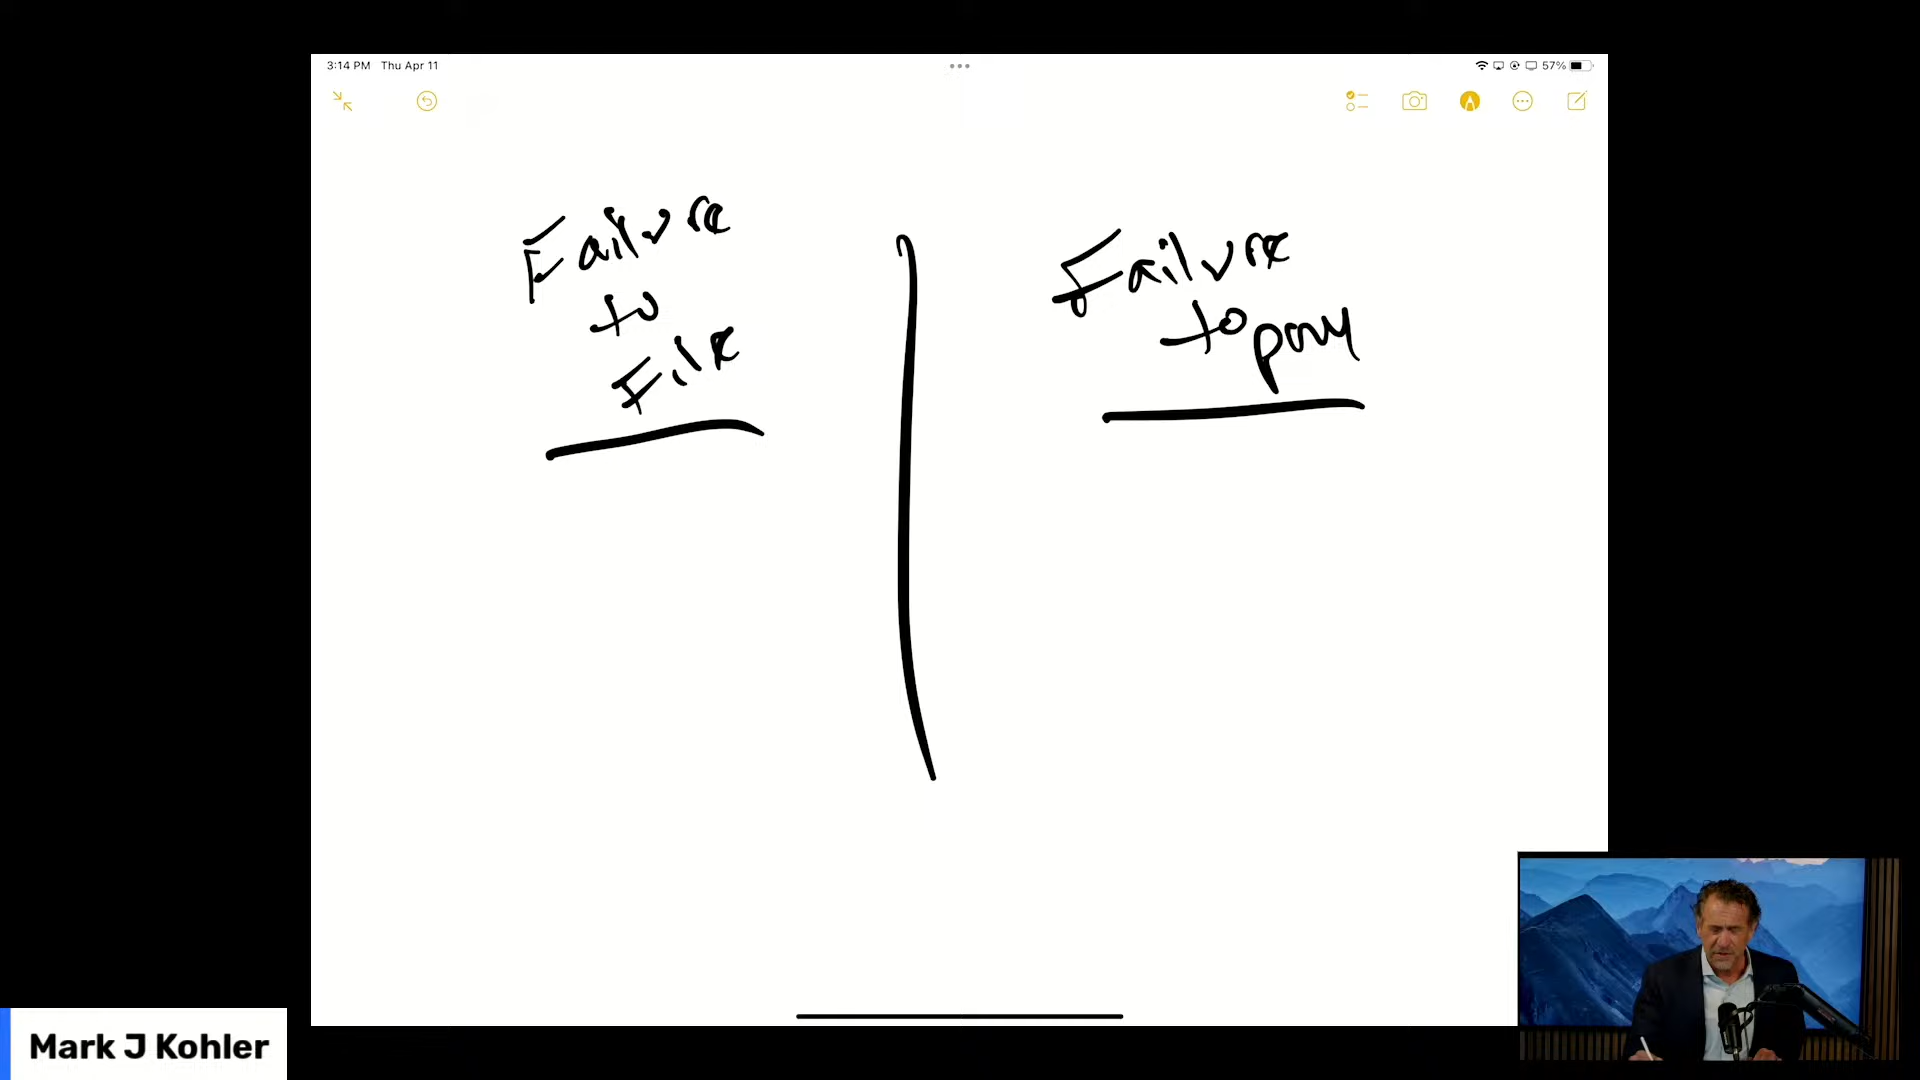 3:14 PM Thu Apr 11
57%
Failure
to
File
Failure
to pay
Mark J Kohler